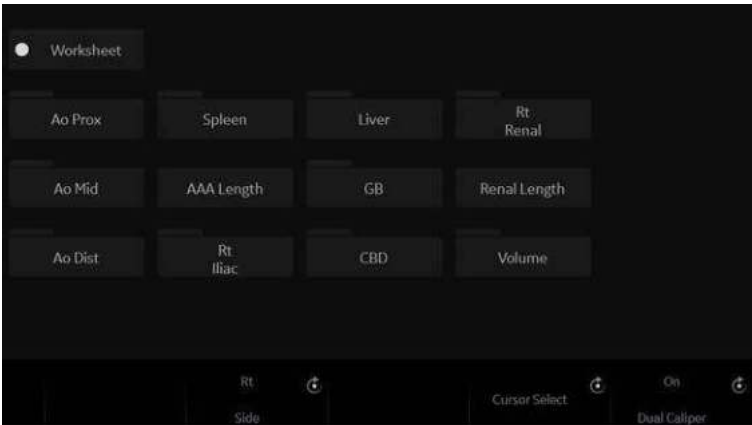 Worksheet
Ao Prox
Spleen
Liver
Rt
Renal
Ao Mid
AAA Length
GB
Renal Length
Ao Dist
Rt
Iliac
CBD
Volume
Rt
Side
Cursor Select
On
Dual Caliper